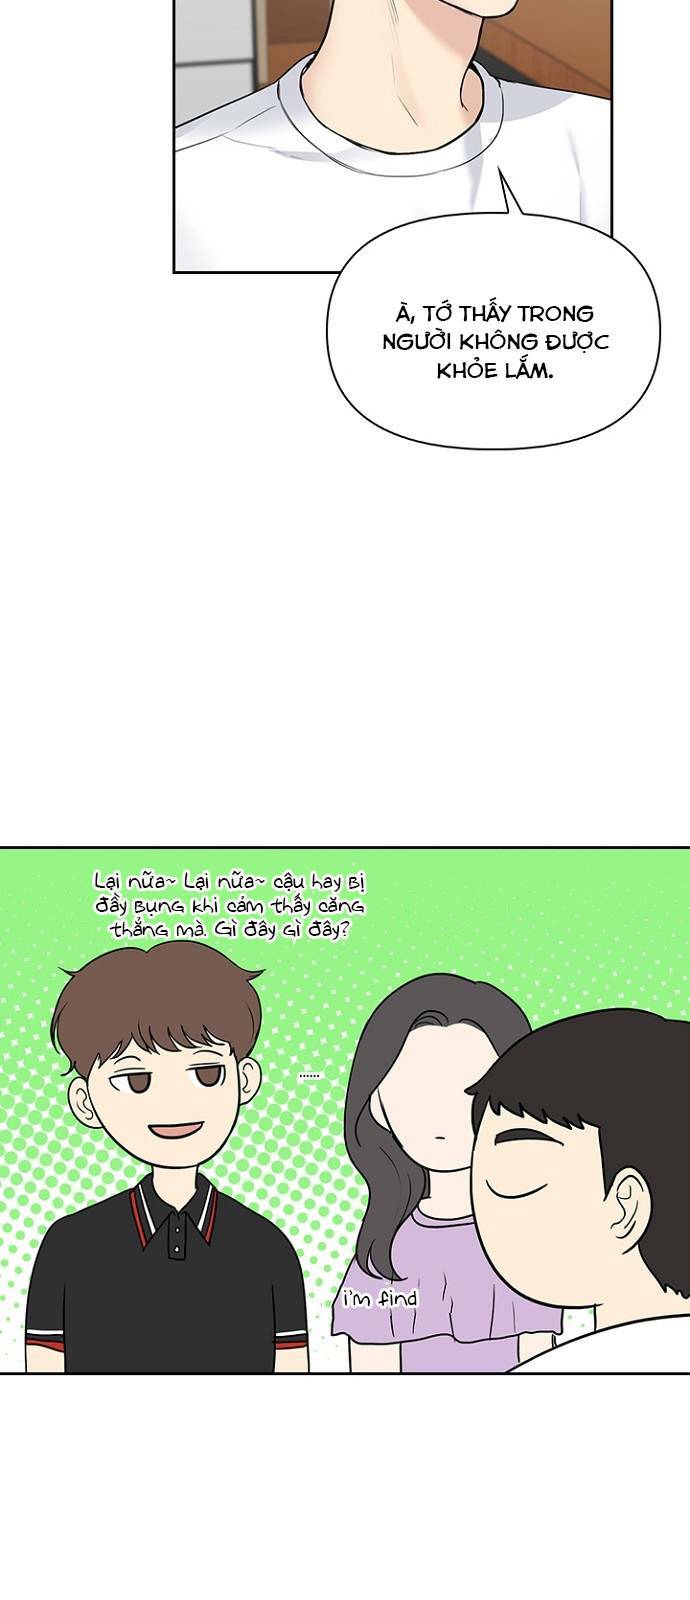 À, TỚ THẤY TRONG
NGƯỜI KHÔNG ĐƯỢC
KHỎE LẮM.
Lại nữa~ Lại nữa~ cậu hay bị
đầy bụng khi cảm thấy căng
thẳng mà. Gì đây gì đây?
......
i'm find